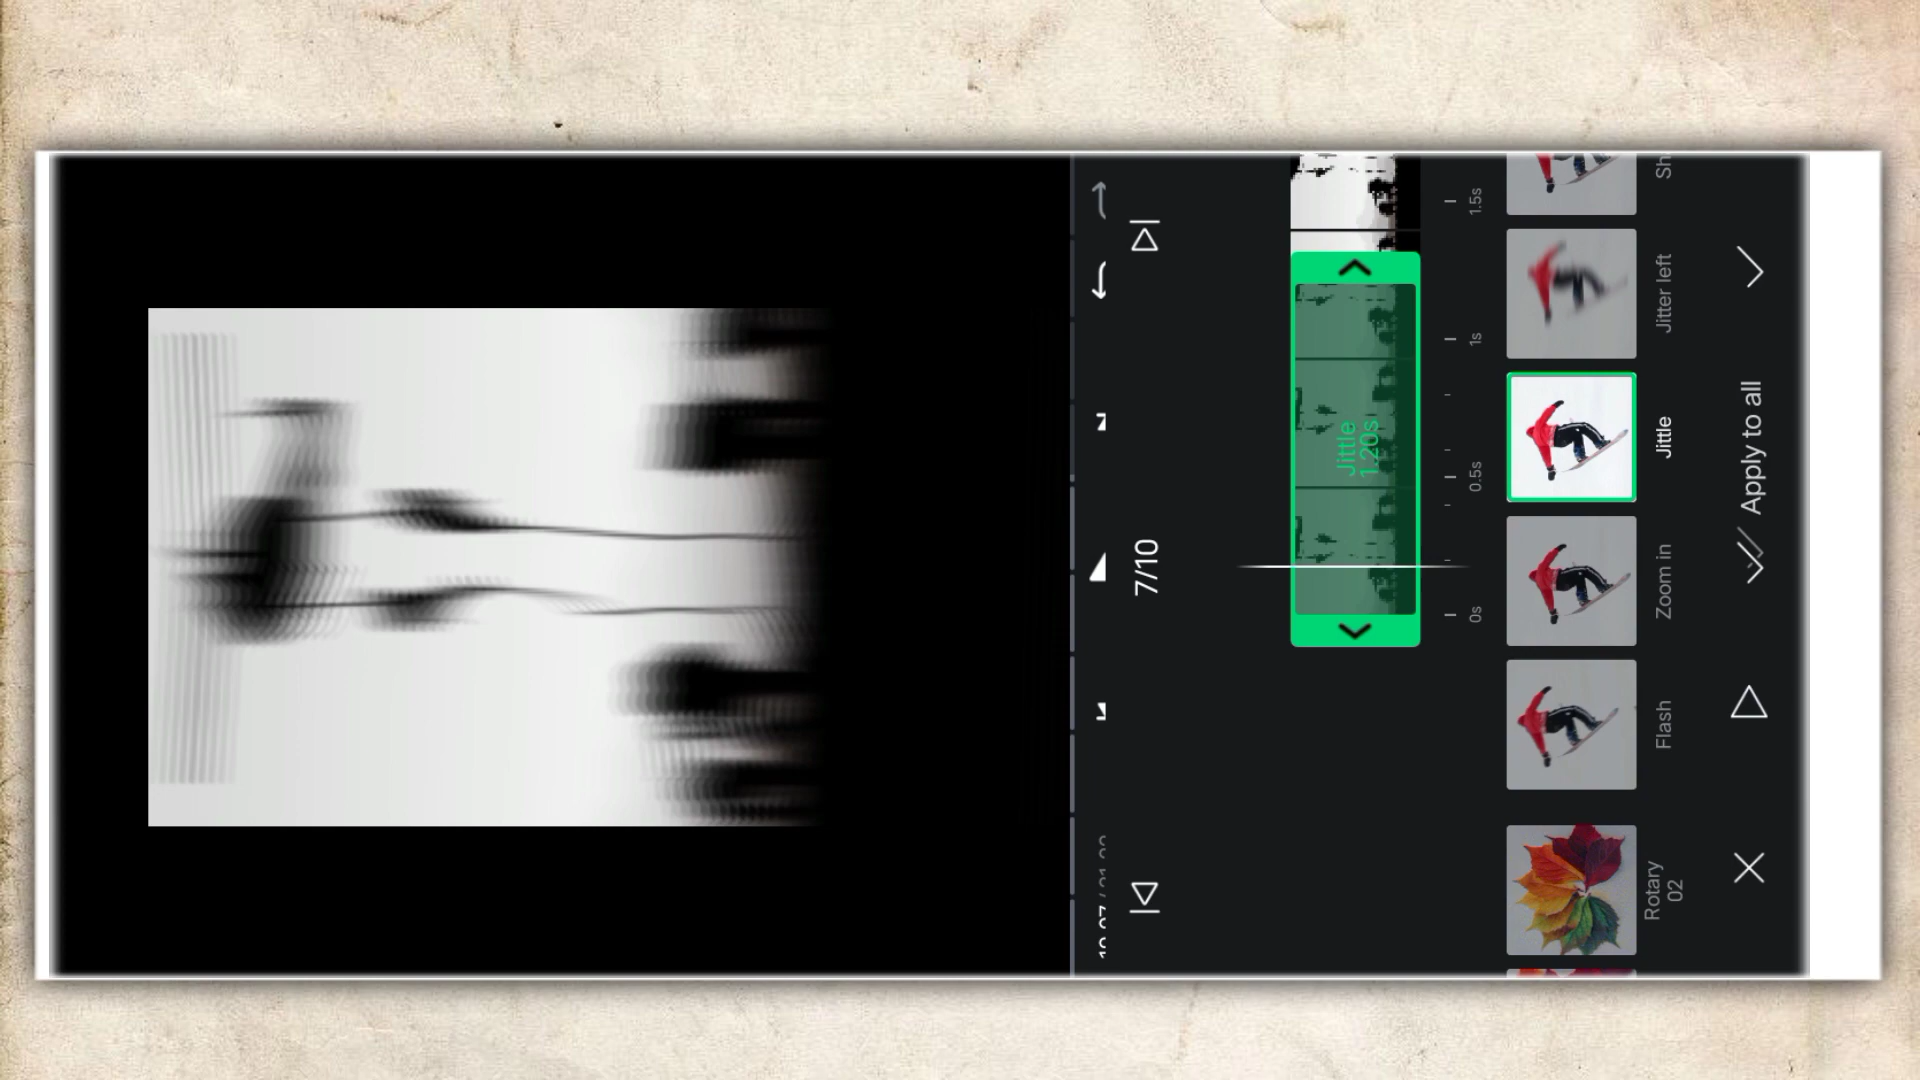 7/10
Jittle
1.20s
0s
0.5s
1s
1.5s
Rotary
02
Flash
Zoom in
Jittle
Jitter left
Sh
Apply to all